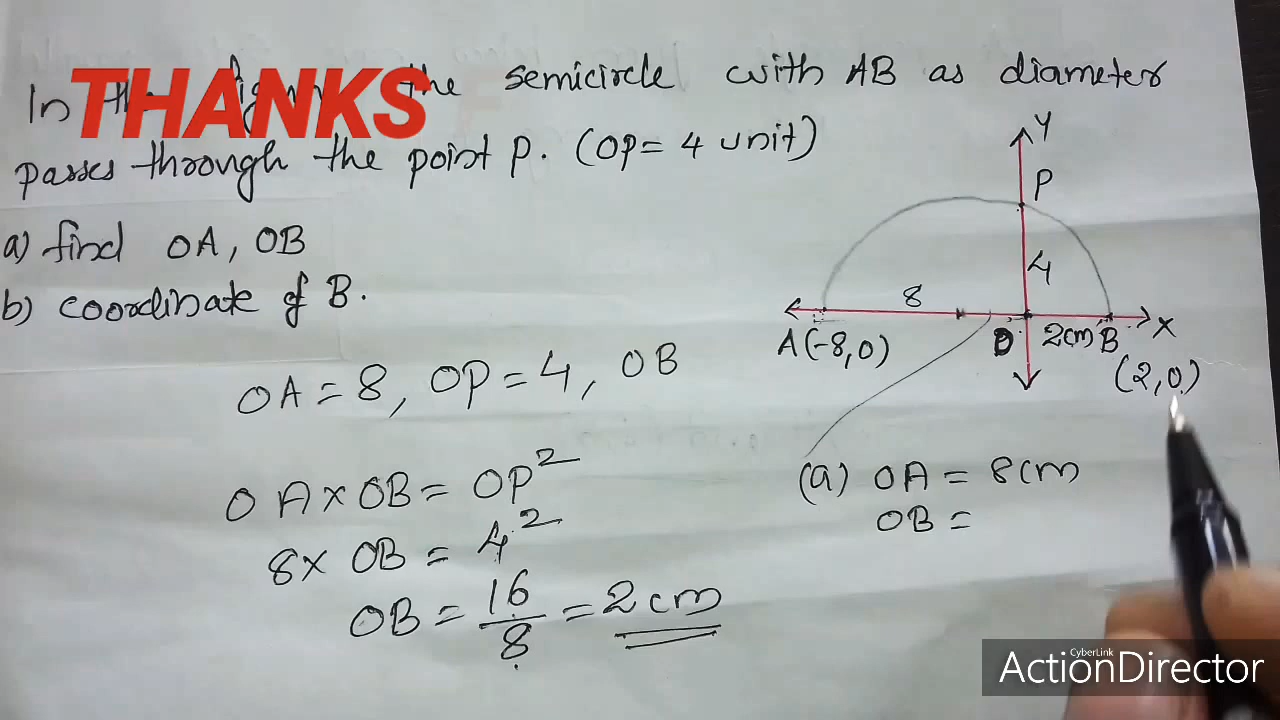 THANKS
In the semicircle with AB as diameter
passes through the point P. (OP = 4 unit)
a) find OA, OB
b) coordinate of B.
OA = 8, OP = 4, OB
OA × OB = OP²
8 × OB = 4²
OB = 16/8 = 2 cm
Y
P
4
8
A(-8,0)
O
2cm
B
X
(2,0)
(a) OA = 8cm
OB =
CyberLink
ActionDirector